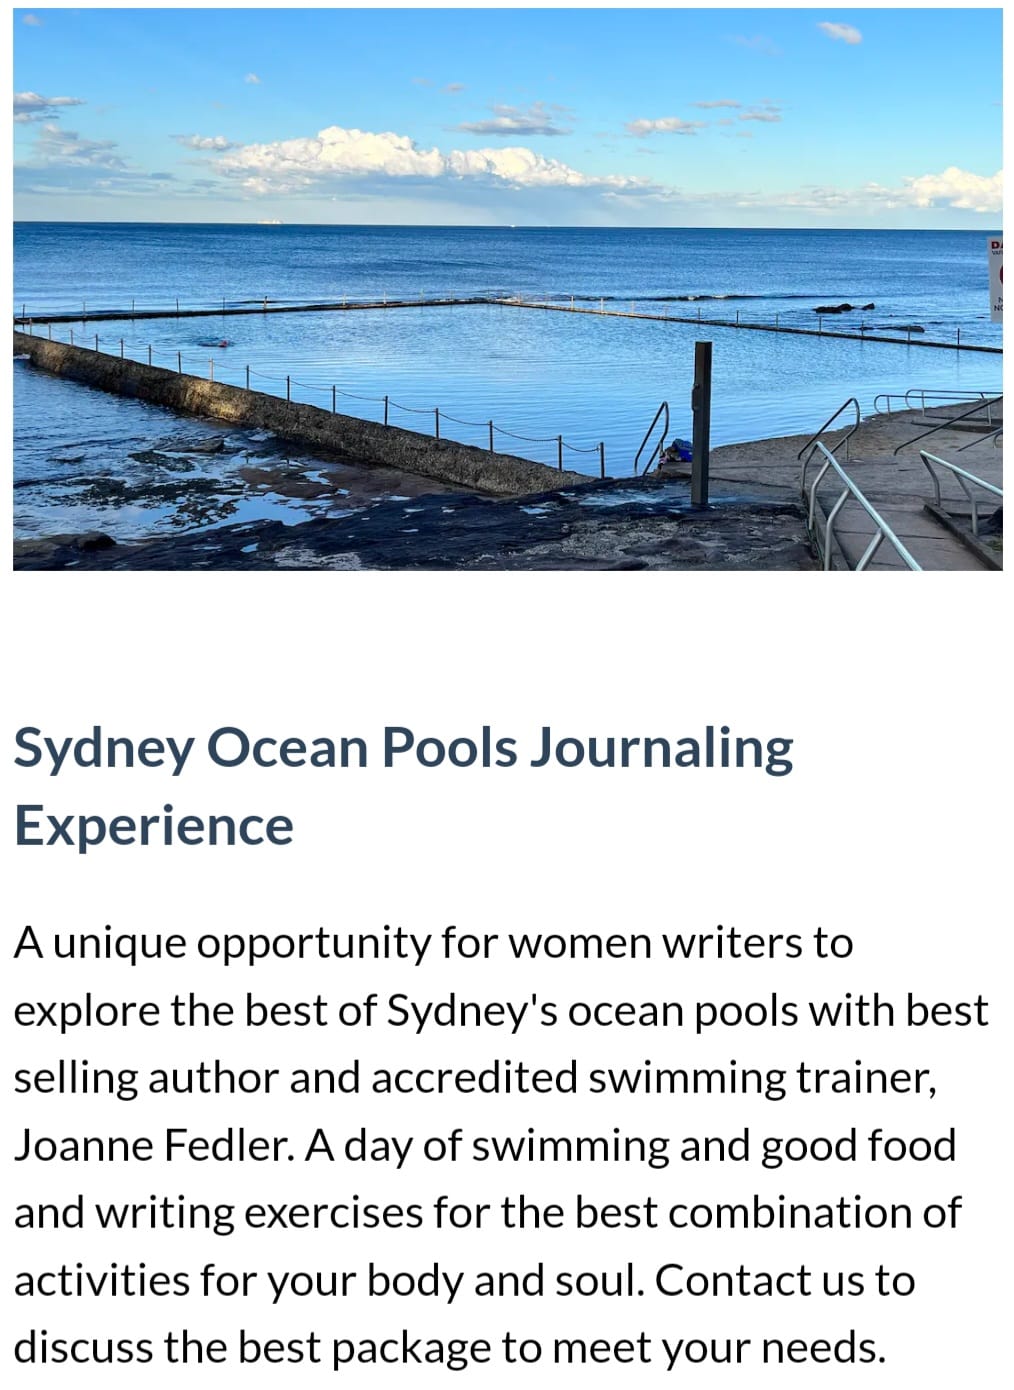 Sydney Ocean Pools Journaling
Experience
A unique opportunity for women writers to
explore the best of Sydney's ocean pools with best
selling author and accredited swimming trainer,
Joanne Fedler. A day of swimming and good food
and writing exercises for the best combination of
activities for your body and soul. Contact us to
discuss the best package to meet your needs.